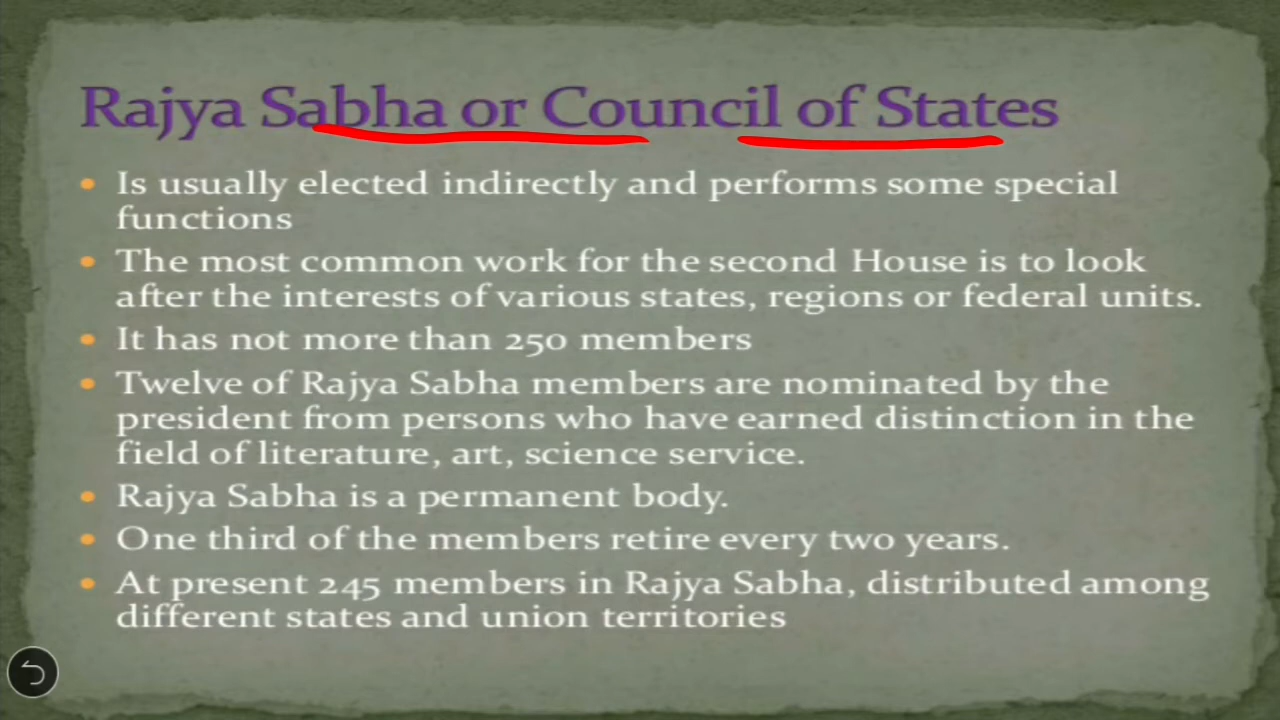 Rajya Sabha or Council of States
• Is usually elected indirectly and performs some special
functions
• The most common work for the second House is to look
after the interests of various states, regions or federal units.
• It has not more than 250 members
• Twelve of Rajya Sabha members are nominated by the
president from persons who have earned distinction in the
field of literature, art, science service.
• Rajya Sabha is a permanent body.
• One third of the members retire every two years.
• At present 245 members in Rajya Sabha, distributed among
different states and union territories